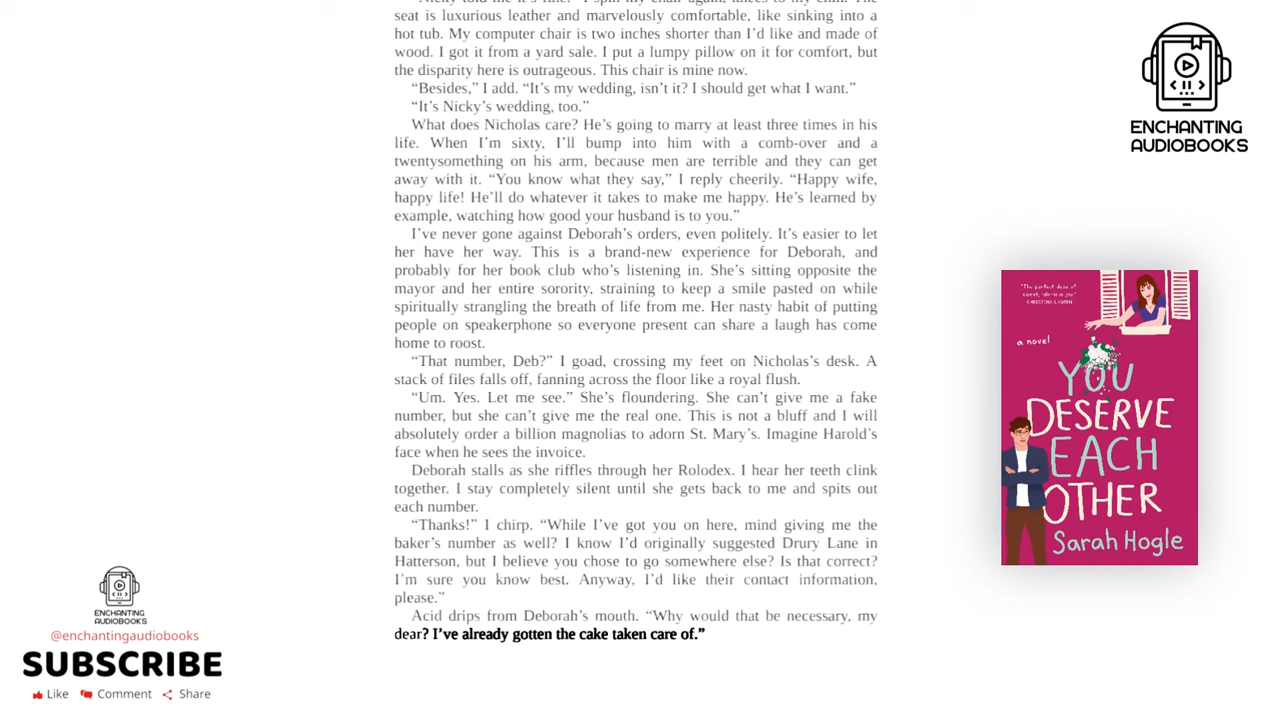 “Nicky told me it’s fine.” I spin my chair again, knees to my chin. The
seat is luxurious leather and marvelously comfortable, like sinking into a
hot tub. My computer chair is two inches shorter than I’d like and made of
wood. I got it from a yard sale. I put a lumpy pillow on it for comfort, but
the disparity here is outrageous. This chair is mine now.
“Besides,” I add. “It’s my wedding, isn’t it? I should get what I want.”
“It’s Nicky’s wedding, too.”
What does Nicholas care? He’s going to marry at least three times in his
life. When I’m sixty, I’ll bump into him with a comb-over and a
twentysomething on his arm, because men are terrible and they can get
away with it. “You know what they say,” I reply cheerily. “Happy wife,
happy life! He’ll do whatever it takes to make me happy. He’s learned by
example, watching how good your husband is to you.”
I’ve never gone against Deborah’s orders, even politely. It’s easier to let
her have her way. This is a brand-new experience for Deborah, and
probably for her book club who’s listening in. She’s sitting opposite the
mayor and her entire sorority, straining to keep a smile pasted on while
spiritually strangling the breath of life from me. Her nasty habit of putting
people on speakerphone so everyone present can share a laugh has come
home to roost.
“That number, Deb?” I goad, crossing my feet on Nicholas’s desk. A
stack of files falls off, fanning across the floor like a royal flush.
“Um. Yes. Let me see.” She’s floundering. She can’t give me a fake
number, but she can’t give me the real one. This is not a bluff and I will
absolutely order a billion magnolias to adorn St. Mary’s. Imagine Harold’s
face when he sees the invoice.
Deborah stalls as she riffles through her Rolodex. I hear her teeth clink
together. I stay completely silent until she gets back to me and spits out
each number.
“Thanks!” I chirp. “While I’ve got you on here, mind giving me the
baker’s number as well? I know I’d originally suggested Drury Lane in
Hatterson, but I believe you chose to go somewhere else? Is that correct?
I’m sure you know best. Anyway, I’d like their contact information,
please.”
Acid drips from Deborah’s mouth. “Why would that be necessary, my
dear? I’ve already gotten the cake taken care of.”
ENCHANTING
AUDIOBOOKS
"The perfect dose of
CHRISTINA LAUREN
a novel
YOU
DESERVE
EACH
OTHER
Sarah Hogle
ENCHANTING
AUDIOBOOKS
@enchantingaudiobooks
SUBSCRIBE
Like Comment Share